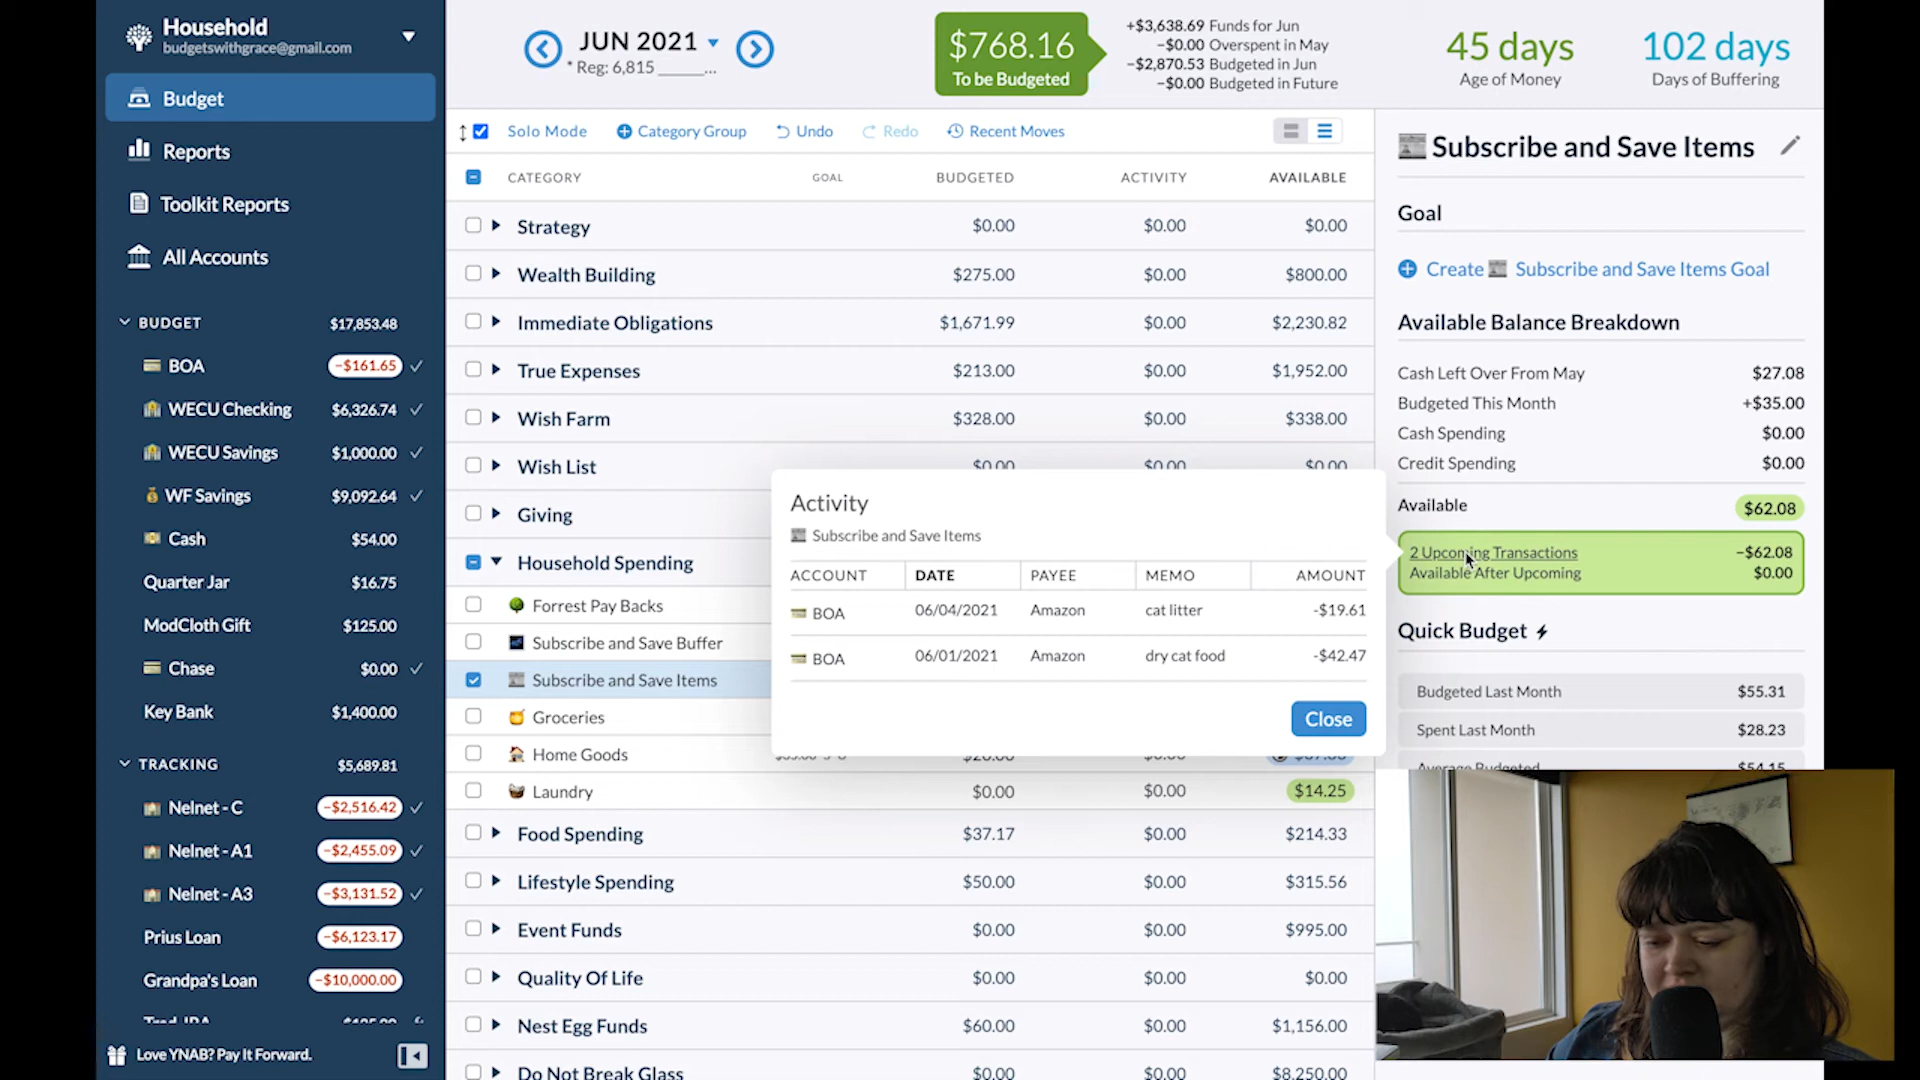 Household
budgetswithgrace@gmail.com
Budget
Reports
Toolkit Reports
All Accounts
BUDGET $17,853.48
BOA -$161.65
WECU Checking $6,326.74
WECU Savings $1,000.00
WF Savings $9,092.64
Cash $54.00
Quarter Jar $16.75
ModCloth Gift $125.00
Chase $0.00
Key Bank $1,400.00
TRACKING $5,689.81
Nelnet - C -$2,516.42
Nelnet - A1 -$2,455.09
Nelnet - A3 -$3,131.52
Prius Loan -$6,123.17
Grandpa's Loan -$10,000.00
Love YNAB? Pay It Forward.
JUN 2021
* Reg: 6,815 ______...
$768.16
To be Budgeted
+$3,638.69 Funds for Jun
-$0.00 Overspent in May
-$2,870.53 Budgeted in Jun
-$0.00 Budgeted in Future
45 days
Age of Money
102 days
Days of Buffering
Solo Mode Category Group Undo Redo Recent Moves
CATEGORY GOAL BUDGETED ACTIVITY AVAILABLE
Strategy $0.00 $0.00 $0.00
Wealth Building $275.00 $0.00 $800.00
Immediate Obligations $1,671.99 $0.00 $2,230.82
True Expenses $213.00 $0.00 $1,952.00
Wish Farm $328.00 $0.00 $338.00
Wish List $0.00 $0.00 $0.00
Giving
Household Spending
Forrest Pay Backs
Subscribe and Save Buffer
Subscribe and Save Items
Groceries
Home Goods
Laundry $0.00 $0.00 $14.25
Food Spending $37.17 $0.00 $214.33
Lifestyle Spending $50.00 $0.00 $315.56
Event Funds $0.00 $0.00 $995.00
Quality Of Life $0.00 $0.00 $0.00
Nest Egg Funds $60.00 $0.00 $1,156.00
Do Not Break Glass $0.00 $0.00 $8,250.00
Activity
Subscribe and Save Items
ACCOUNT DATE PAYEE MEMO AMOUNT
BOA 06/04/2021 Amazon cat litter -$19.61
BOA 06/01/2021 Amazon dry cat food -$42.47
Close
Subscribe and Save Items
Goal
Create Subscribe and Save Items Goal
Available Balance Breakdown
Cash Left Over From May $27.08
Budgeted This Month +$35.00
Cash Spending $0.00
Credit Spending $0.00
Available $62.08
2 Upcoming Transactions -$62.08
Available After Upcoming $0.00
Quick Budget
Budgeted Last Month $55.31
Spent Last Month $28.23
Average Budgeted $54.15